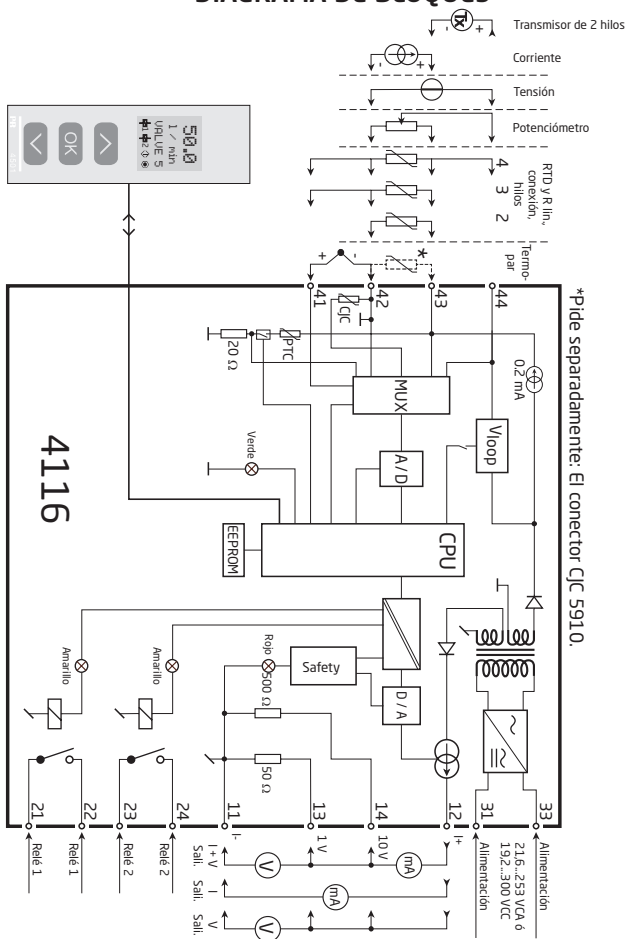 DIAGRAMA DE BLOQUES
Transmisor de 2 hilos
Tx
- +
Corriente
- +
Tensión
Potenciómetro
RTD y R lin.,
conexión,
hilos
4 3 2
Termo-
par
*
+ -
50.0
l / min
VALVE 5
1 2
OK
44
43
42
41
*Pide separadamente: El conector CJC 5910.
CJC
PTC
20 Ω
MUX
0.2 mA
Vloop
A/D
Verde
CPU
EEPROM
4116
Amarillo
Amarillo
Rojo
Safety
D/A
500 Ω
50 Ω
21
22
23
24
11
13
14
12
31
33
Relé 1
Relé 1
Relé 2
Relé 2
I-
1 V
10 V
I+
Alimentación
Alimentación
21,6...253 VCA ó
19,2...300 VCC
V
mA
I + V
Sali.
mA
I
Sali.
V
V
Sali.